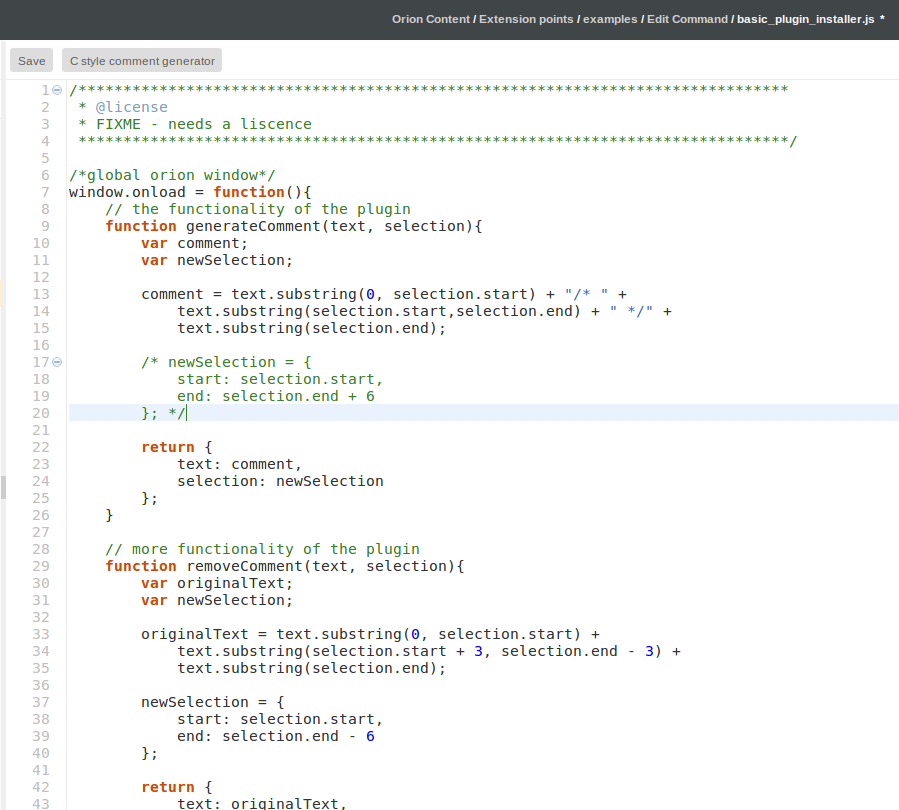 Orion Content / Extension points / examples / Edit Command / basic_plugin_installer.js *
Save C style comment generator
1 /*******************************************************************************
2 * @license
3 * FIXME - needs a liscence
4 *******************************************************************************/
5
6 /*global orion window*/
7 window.onload = function(){
8 // the functionality of the plugin
9 function generateComment(text, selection){
10 var comment;
11 var newSelection;
12
13 comment = text.substring(0, selection.start) + "/* " +
14 text.substring(selection.start,selection.end) + " */" +
15 text.substring(selection.end);
16
17 /* newSelection = {
18 start: selection.start,
19 end: selection.end + 6
20 }; */
21
22 return {
23 text: comment,
24 selection: newSelection
25 };
26 }
27
28 // more functionality of the plugin
29 function removeComment(text, selection){
30 var originalText;
31 var newSelection;
32
33 originalText = text.substring(0, selection.start) +
34 text.substring(selection.start + 3, selection.end - 3) +
35 text.substring(selection.end);
36
37 newSelection = {
38 start: selection.start,
39 end: selection.end - 6
40 };
41
42 return {
43 text: originalText,